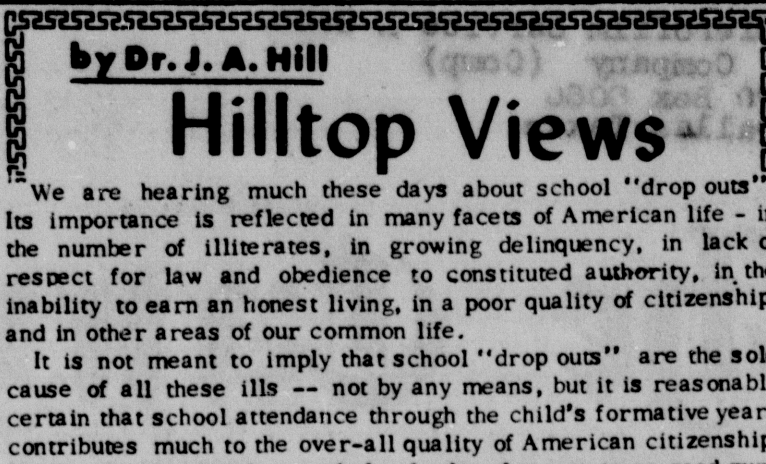 by Dr. J. A. Hill
Hilltop Views
We are hearing much these days about school "drop outs"
Its importance is reflected in many facets of American life - i
the number of illiterates, in growing delinquency, in lack
respect for law and obedience to constituted authority, in th
inability to earn an honest living, in a poor quality of citizenship
and in other areas of our common life.
It is not meant to imply that school "drop outs" are the sol
cause of all these ills -- not by any means, but it is reasonabl
certain that school attendance through the child's formative year
contributes much to the over-all quality of American citizenship